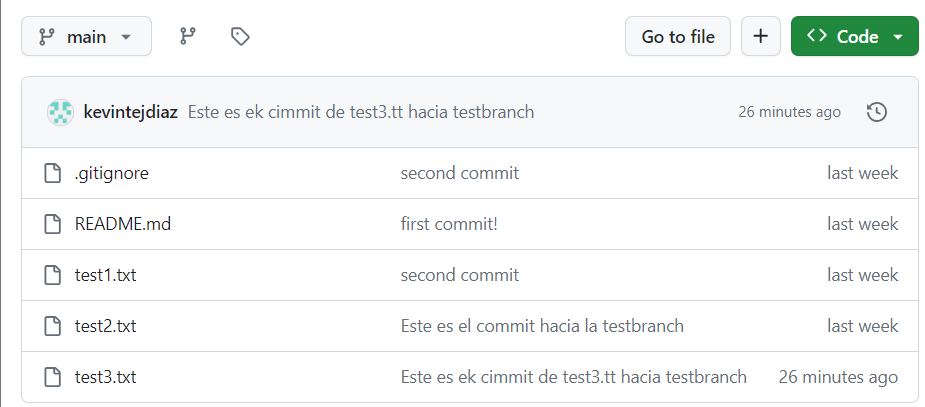 main Go to file Code
kevintejdiaz Este es ek cimmit de test3.tt hacia testbranch 26 minutes ago
.gitignore second commit last week
README.md first commit! last week
test1.txt second commit last week
test2.txt Este es el commit hacia la testbranch last week
test3.txt Este es ek cimmit de test3.tt hacia testbranch 26 minutes ago